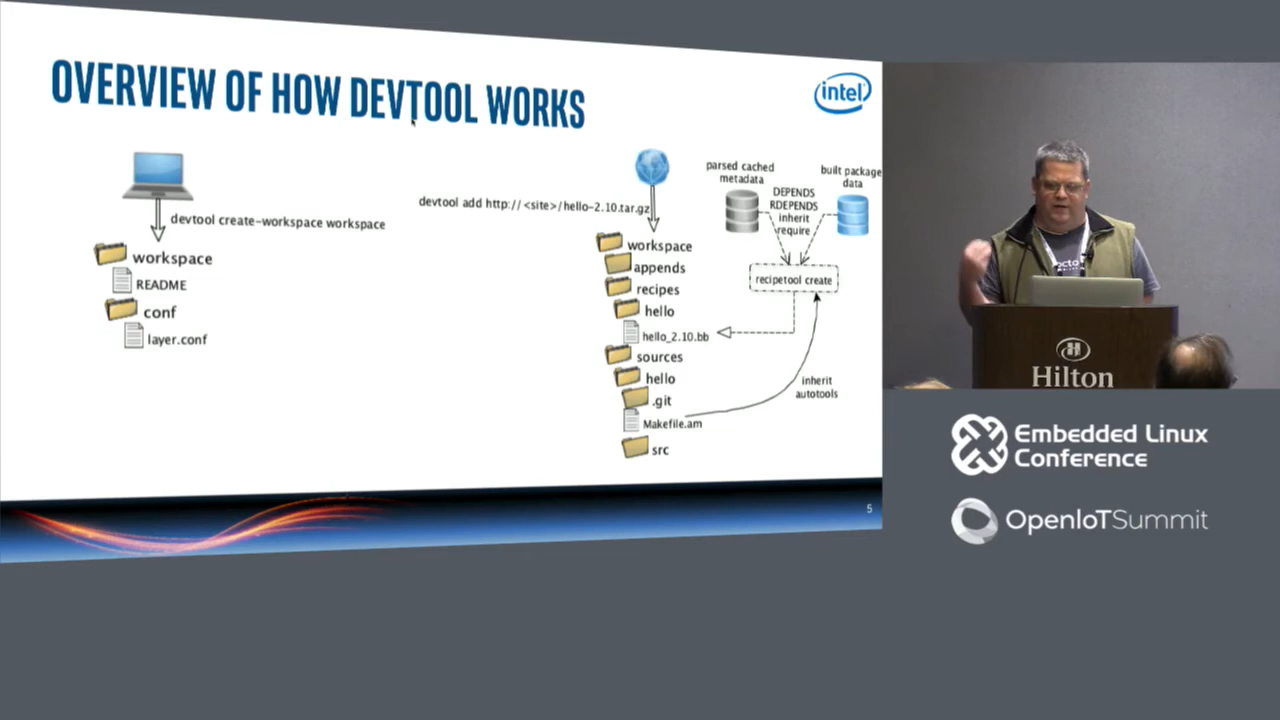 OVERVIEW OF HOW DEVTOOL WORKS
intel
devtool create-workspace workspace
workspace
README
conf
layer.conf
devtool add http://<site>/hello-2.10.tar.gz
workspace
appends
recipes
hello
hello_2.10.bb
sources
hello
.git
Makefile.am
src
parsed cached
metadata
DEPENDS
RDEPENDS
inherit
require
built package
data
recipetool create
inherit
autotools
5
octo
H
Hilton
Embedded Linux
Conference
OpenIoTSummit